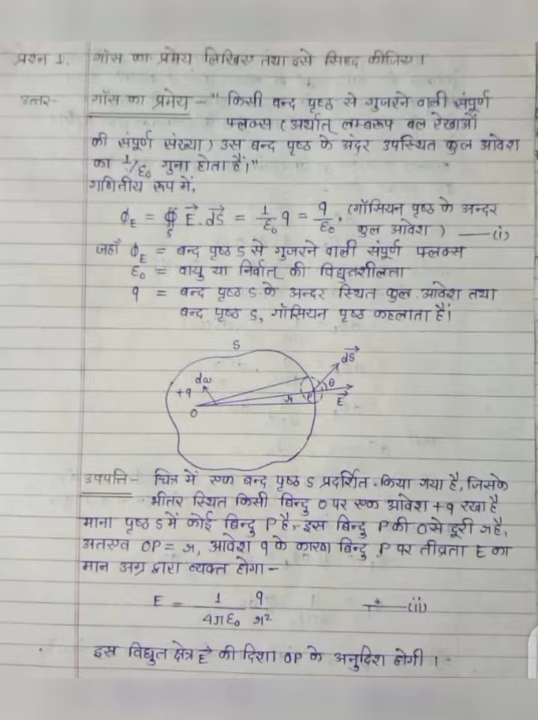 प्रश्न 1. गॉस का प्रमेय लिखिए तथा इसे सिद्ध कीजिए।
उत्तर- गॉस का प्रमेय - "किसी बन्द पृष्ठ से गुजरने वाली संपूर्ण
फ्लक्स (अर्थात् लम्बरूप बल रेखाओं
की संपूर्ण संख्या) उस बन्द पृष्ठ के अंदर उपस्थित कुल आवेश
का 1/ε₀ गुना होता है।"
गणितीय रूप में,
ϕE = ∮S E⃗.dS⃗ = 1/ε₀ q = q/ε₀. (गॉसियन पृष्ठ के अन्दर
कुल आवेश) —(i)
जहाँ ϕE = बन्द पृष्ठ S से गुजरने वाली संपूर्ण फ्लक्स
ε₀ = वायु या निर्वात् की विद्युतशीलता
q = बन्द पृष्ठ S के अन्दर स्थित कुल आवेश तथा
बन्द पृष्ठ S, गॉसियन पृष्ठ कहलाता है।
S
dS⃗
dω
+q
θ
r
P
E⃗
O
उपपत्ति- चित्र में एक बन्द पृष्ठ S प्रदर्शित किया गया है, जिसके
भीतर स्थित किसी बिन्दु O पर एक आवेश +q रखा है
माना पृष्ठ S में कोई बिन्दु P है, इस बिन्दु P की O से दूरी r है,
अतएव OP = r, आवेश q के कारण बिन्दु P पर तीव्रता E का
मान अग्र द्वारा व्यक्त होगा -
E = 1/4πε₀ q/r² —(ii)
इस विद्युत क्षेत्र E⃗ की दिशा OP के अनुदिश होगी।